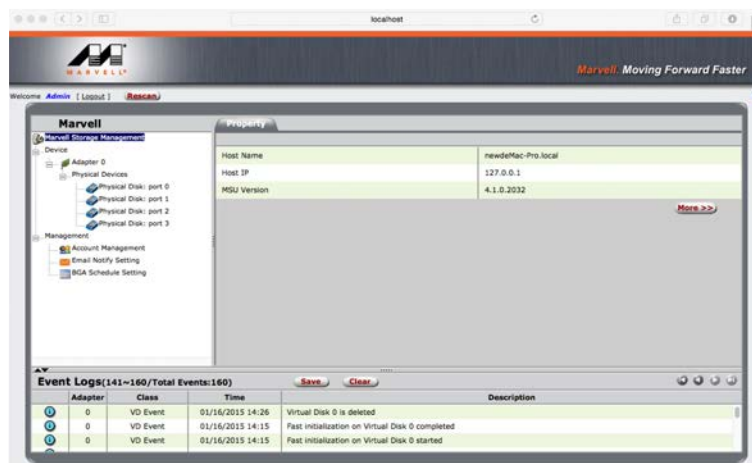 localhost
MARVELL
Marvell. Moving Forward Faster
Welcome Admin [ Logout ] Rescan
Marvell
Property
Marvell Storage Management
Device
Adapter 0
Physical Devices
Physical Disk: port 0
Physical Disk: port 1
Physical Disk: port 2
Physical Disk: port 3
Management
Account Management
Email Notify Setting
BGA Schedule Setting
Host Name newdeMac-Pro.local
Host IP 127.0.0.1
MSU Version 4.1.0.2032
More >>
Event Logs(141~160/Total Events:160) Save Clear
Adapter Class Time Description
0 VD Event 01/16/2015 14:26 Virtual Disk 0 is deleted
0 VD Event 01/16/2015 14:15 Fast initialization on Virtual Disk 0 completed
0 VD Event 01/16/2015 14:15 Fast initialization on Virtual Disk 0 started